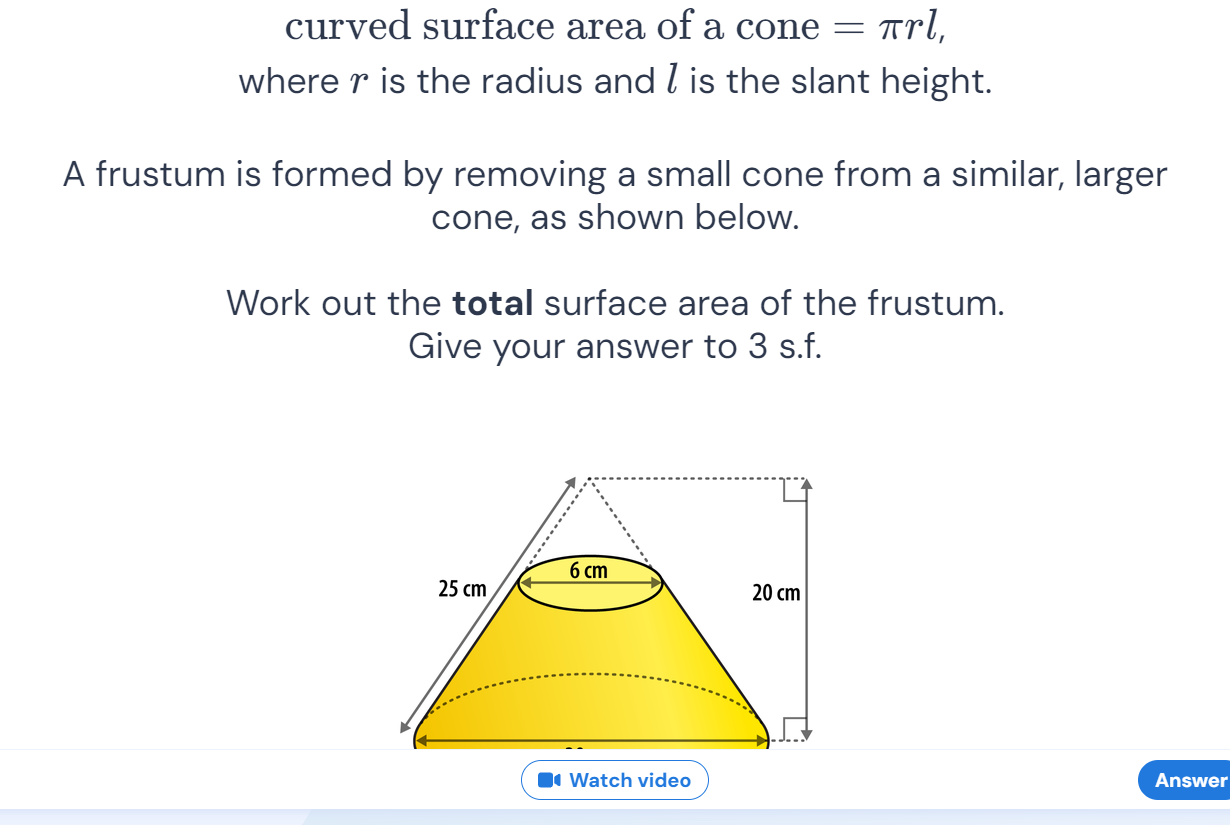 curved surface area of a cone = πrl,
where r is the radius and l is the slant height.
A frustum is formed by removing a small cone from a similar, larger
cone, as shown below.
Work out the total surface area of the frustum.
Give your answer to 3 s.f.
6 cm
25 cm
20 cm
Watch video
Answer